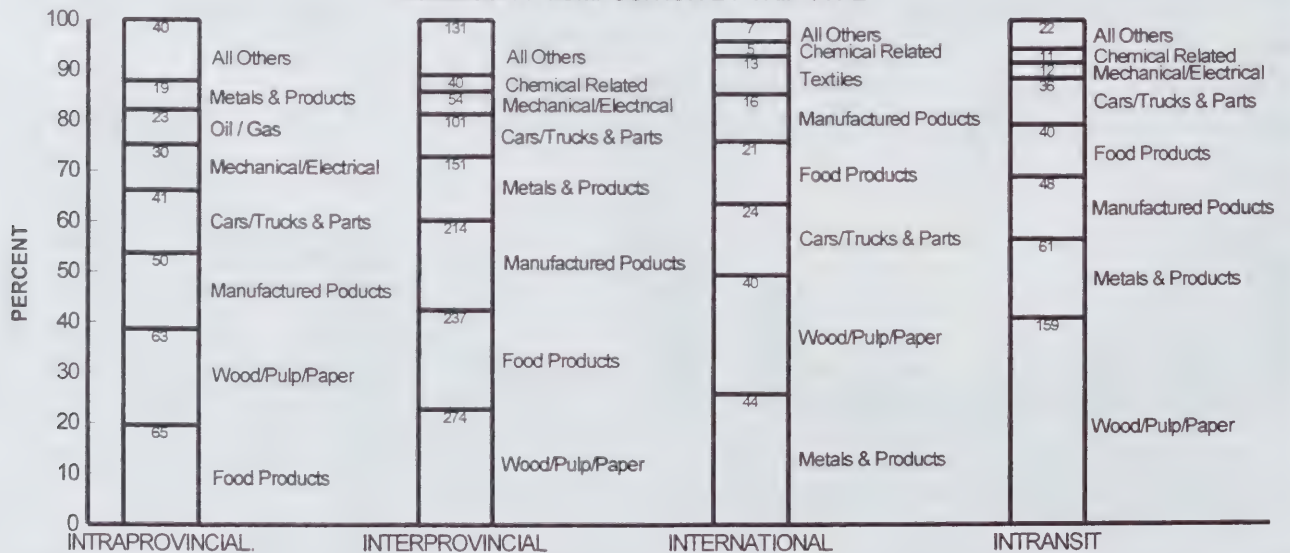 PERCENT
100
90
80
70
60
50
40
30
20
10
0
40
All Others
19
Metals & Products
23
Oil / Gas
30
Mechanical/Electrical
41
Cars/Trucks & Parts
50
Manufactured Poducts
63
Wood/Pulp/Paper
65
Food Products
INTRAPROVINCIAL.
131
All Others
40
Chemical Related
54
Mechanical/Electrical
101
Cars/Trucks & Parts
151
Metals & Products
214
Manufactured Poducts
237
Food Products
274
Wood/Pulp/Paper
INTERPROVINCIAL
7
All Others
5
Chemical Related
13
Textiles
16
Manufactured Poducts
21
Food Products
24
Cars/Trucks & Parts
40
Wood/Pulp/Paper
44
Metals & Products
INTERNATIONAL
22
All Others
11
Chemical Related
12
Mechanical/Electrical
36
Cars/Trucks & Parts
40
Food Products
48
Manufactured Poducts
61
Metals & Products
159
Wood/Pulp/Paper
INTRANSIT